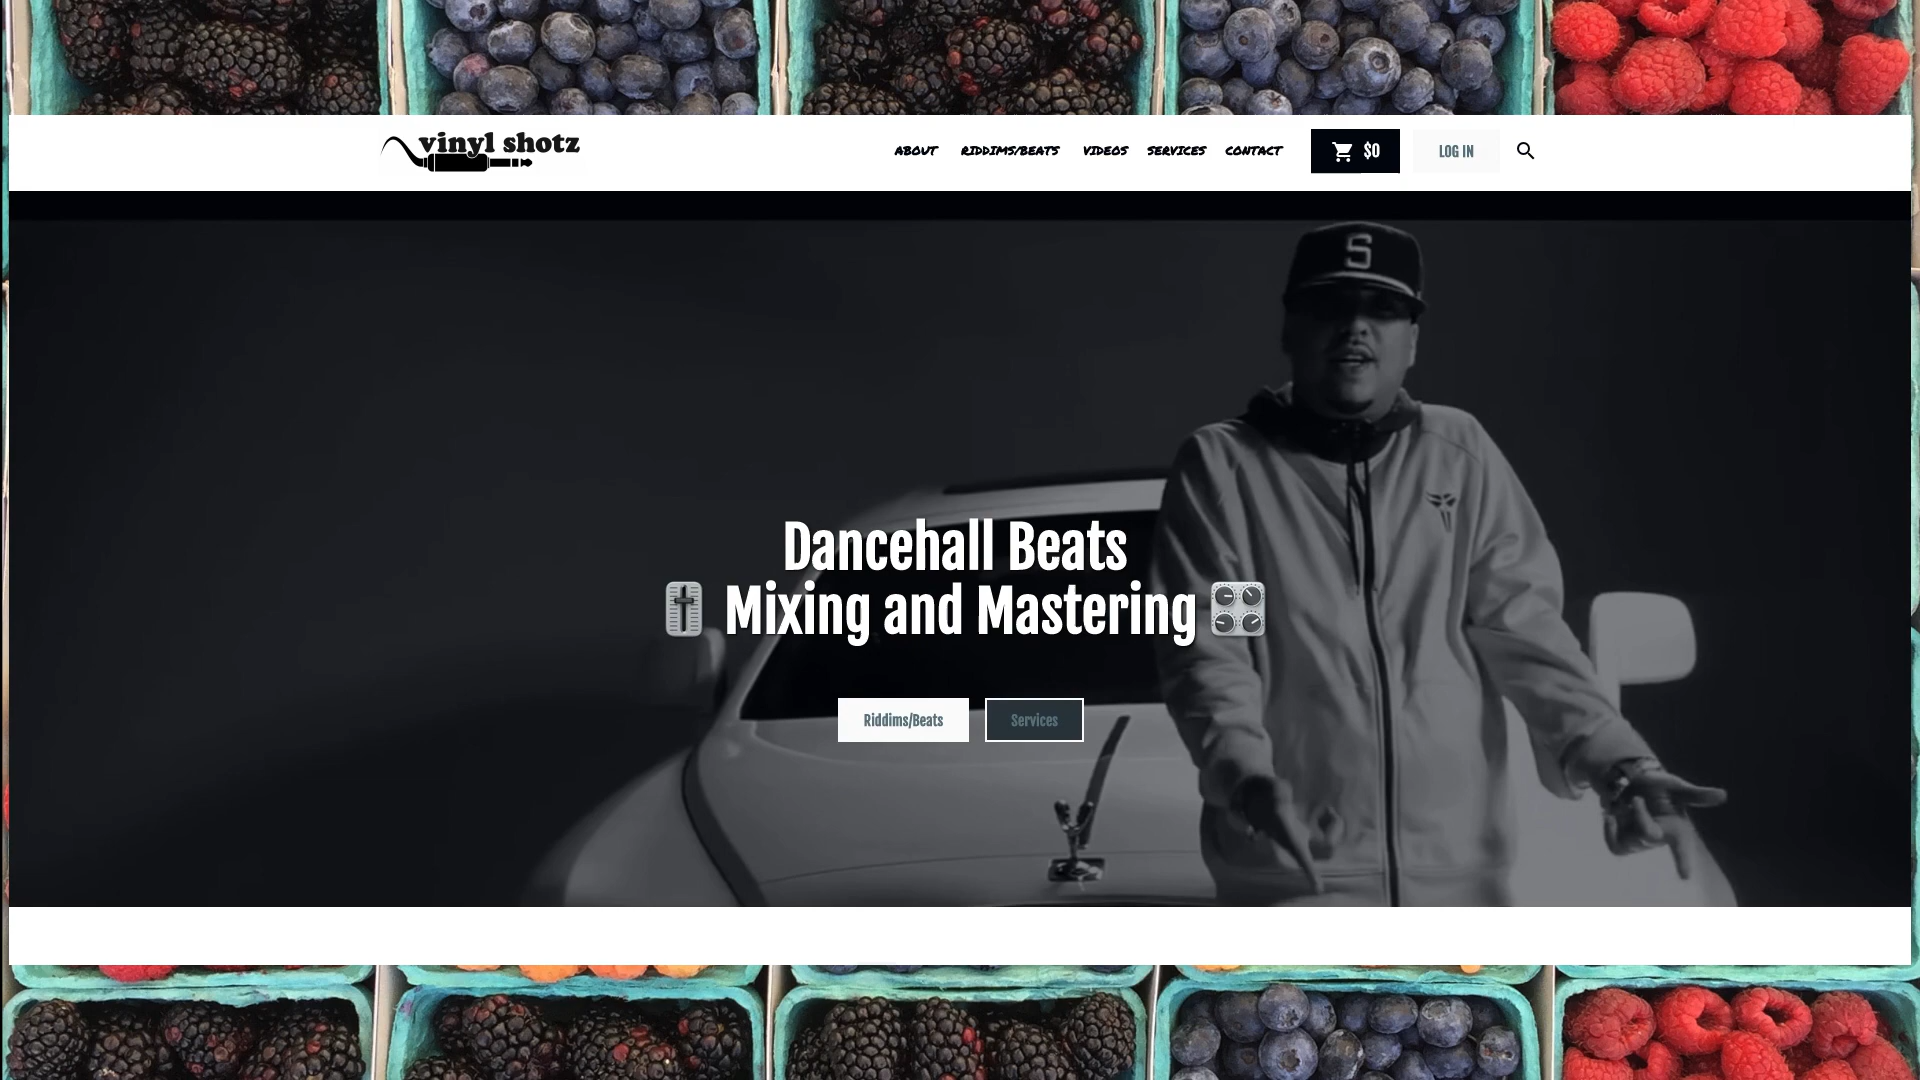 vinyl shotz
ABOUT RIDDIMS/BEATS VIDEOS SERVICES CONTACT $0 LOG IN
S
Dancehall Beats
Mixing and Mastering
Riddims/Beats Services